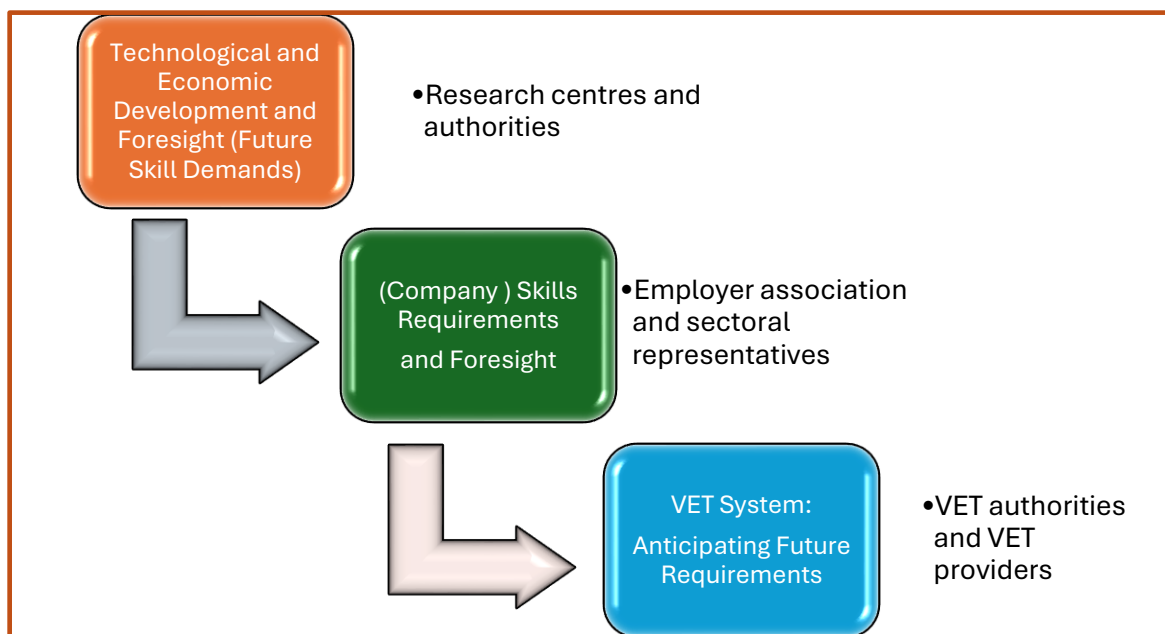 Technological and
Economic
Development and
Foresight (Future
Skill Demands)
•Research centres and
authorities
(Company ) Skills
Requirements
and Foresight
•Employer association
and sectoral
representatives
VET System:
Anticipating Future
Requirements
•VET authorities
and VET
providers